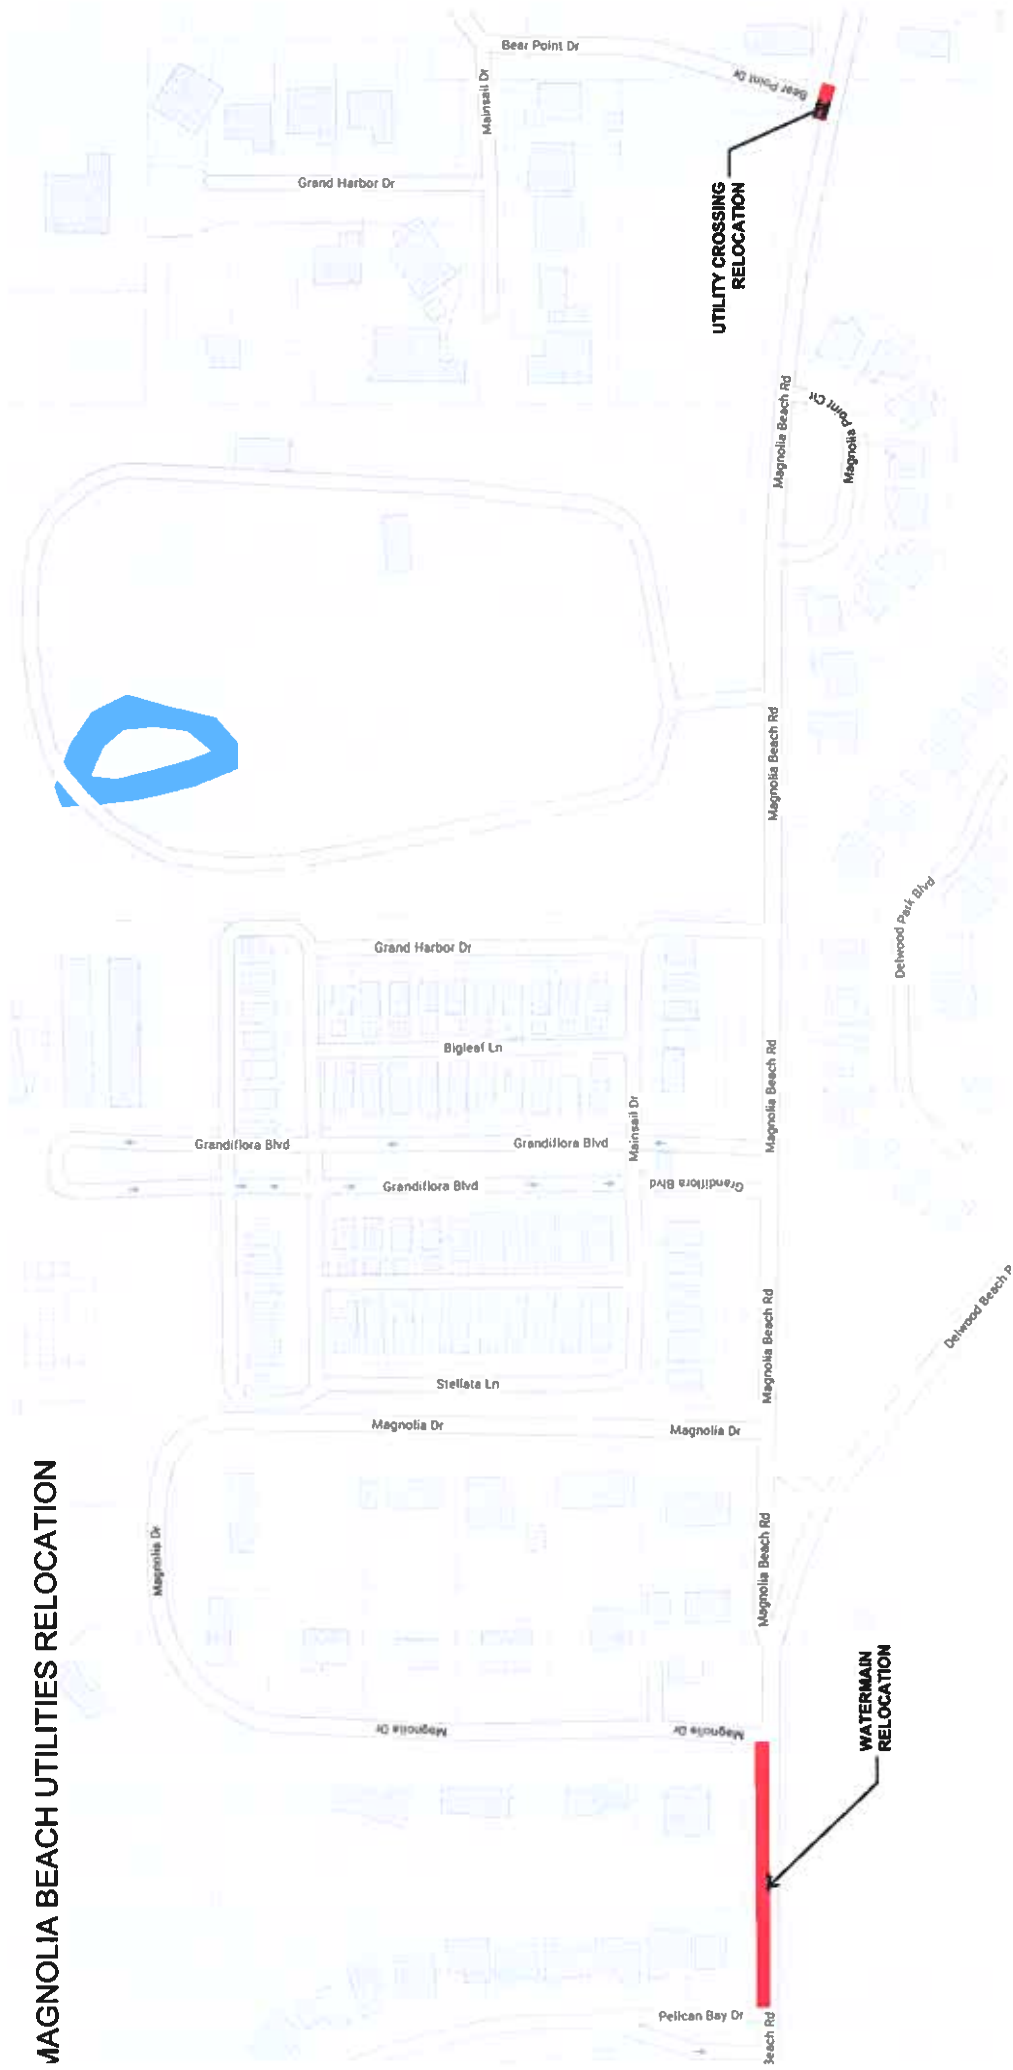 MAGNOLIA BEACH UTILITIES RELOCATION
Bear Point Dr
Bear Point Dr
Mainsail Dr
Grand Harbor Dr
UTILITY CROSSING
RELOCATION
Magnolia Beach Rd
Magnolia Point Cir
Magnolia Beach Rd
Delwood Park Blvd
Grand Harbor Dr
Bigleaf Ln
Magnolia Beach Rd
Mainsail Dr
Grandiflora Blvd
Grandiflora Blvd
Grandiflora Blvd
Grandiflora Blvd
Magnolia Beach Rd
Delwood Beach R
Stellata Ln
Magnolia Dr
Magnolia Dr
Magnolia Dr
Magnolia Beach Rd
WATERMAIN
RELOCATION
Magnolia Dr
Magnolia Dr
Pelican Bay Dr
Beach Rd